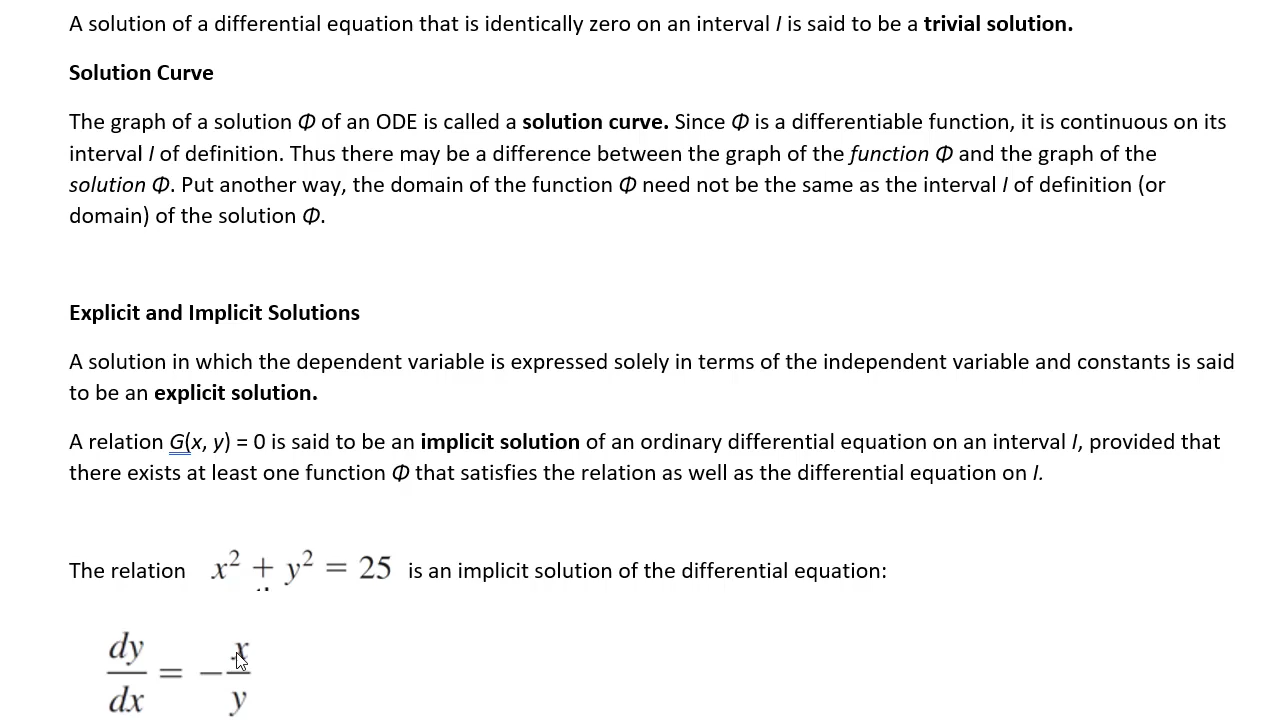 A solution of a differential equation that is identically zero on an interval I is said to be a trivial solution.
Solution Curve
The graph of a solution Φ of an ODE is called a solution curve. Since Φ is a differentiable function, it is continuous on its
interval I of definition. Thus there may be a difference between the graph of the function Φ and the graph of the
solution Φ. Put another way, the domain of the function Φ need not be the same as the interval I of definition (or
domain) of the solution Φ.
Explicit and Implicit Solutions
A solution in which the dependent variable is expressed solely in terms of the independent variable and constants is said
to be an explicit solution.
A relation G(x, y) = 0 is said to be an implicit solution of an ordinary differential equation on an interval I, provided that
there exists at least one function Φ that satisfies the relation as well as the differential equation on I.
The relation x² + y² = 25 is an implicit solution of the differential equation:
dy/dx = -x/y